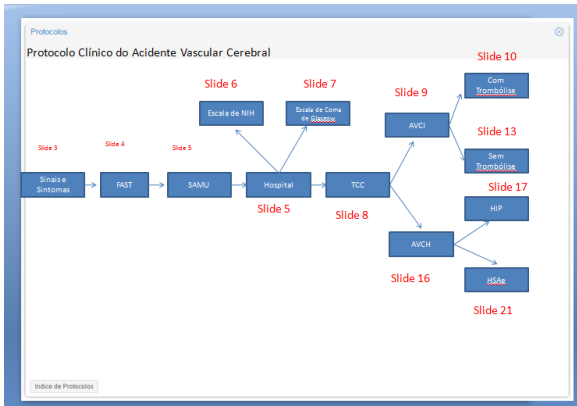 Protocolos
Protocolo Clínico do Acidente Vascular Cerebral
Slide 10
Slide 6
Slide 7
Slide 9
Com
Trombólise
Escala de NIH
Escala de Coma
de Glasgow
AVCI
Slide 13
Slide 3
Slide 4
Slide 5
Sem
Trombólise
Sinais e
Sintomas
FAST
SAMU
Hospital
TCC
Slide 17
Slide 5
Slide 8
HIP
AVCH
Slide 16
HSAe
Slide 21
Indice de Protocolos